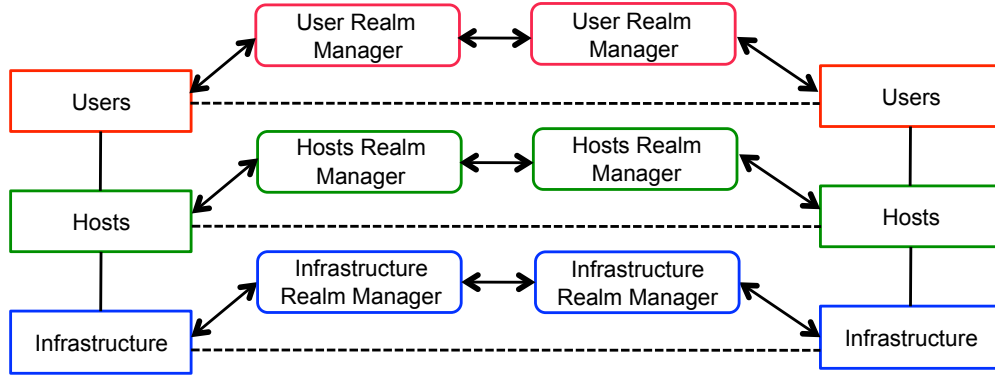 User Realm
Manager
User Realm
Manager
Users
Users
Hosts Realm
Manager
Hosts Realm
Manager
Hosts
Hosts
Infrastructure
Realm Manager
Infrastructure
Realm Manager
Infrastructure
Infrastructure